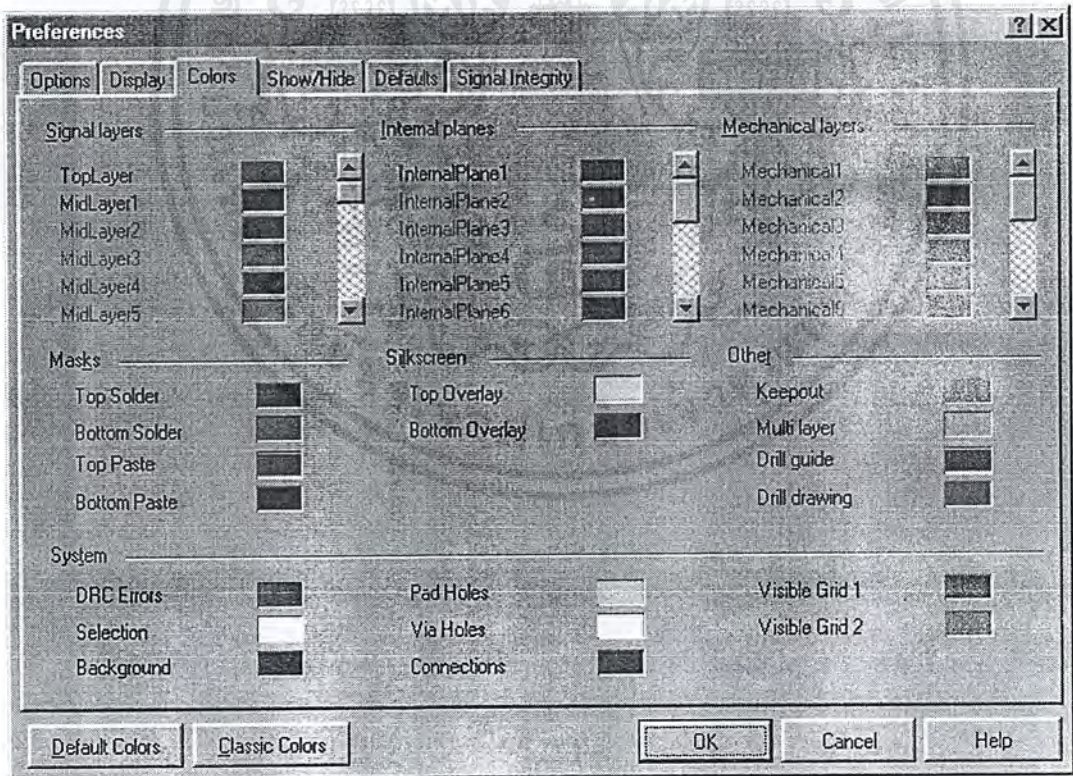 Preferences
Options Display Colors Show/Hide Defaults Signal Integrity
Signal layers
TopLayer
MidLayer1
MidLayer2
MidLayer3
MidLayer4
MidLayer5
Internal planes
InternalPlane1
InternalPlane2
InternalPlane3
InternalPlane4
InternalPlane5
InternalPlane6
Mechanical layers
Mechanical1
Mechanical2
Mechanical3
Mechanical4
Mechanical5
Mechanical6
Masks
Top Solder
Bottom Solder
Top Paste
Bottom Paste
Silkscreen
Top Overlay
Bottom Overlay
Other
Keepout
Multi layer
Drill guide
Drill drawing
System
DRC Errors
Selection
Background
Pad Holes
Via Holes
Connections
Visible Grid 1
Visible Grid 2
Default Colors Classic Colors OK Cancel Help